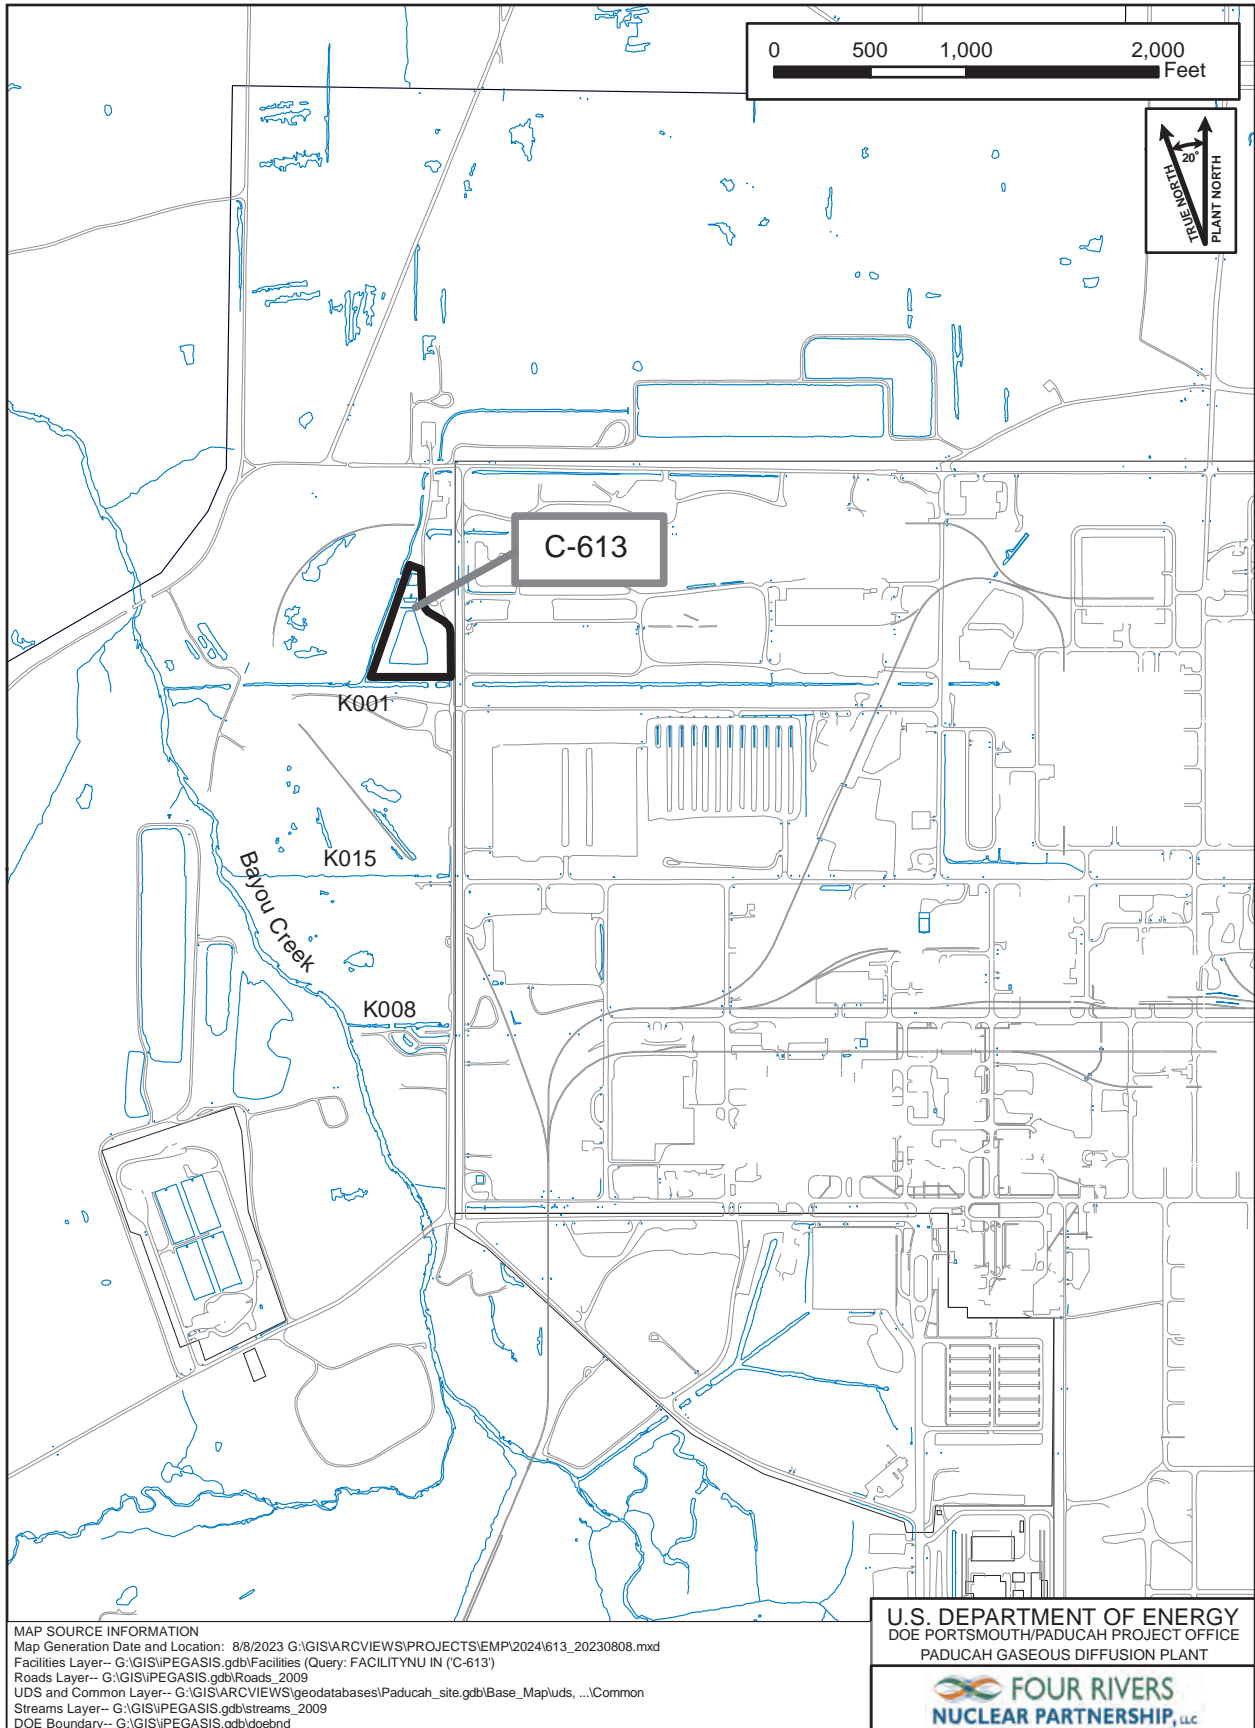 0 500 1,000 2,000
Feet
20°
TRUE NORTH
PLANT NORTH
C-613
K001
K015
Bayou Creek
K008
MAP SOURCE INFORMATION
Map Generation Date and Location: 8/8/2023 G:\GIS\ARCVIEWS\PROJECTS\EMP\2024\613_20230808.mxd
Facilities Layer-- G:\GIS\iPEGASIS.gdb\Facilities (Query: FACILITYNU IN ('C-613')
Roads Layer-- G:\GIS\iPEGASIS.gdb\Roads_2009
UDS and Common Layer-- G:\GIS\ARCVIEWS\geodatabases\Paducah_site.gdb\Base_Map\uds, ...\Common
Streams Layer-- G:\GIS\iPEGASIS.gdb\streams_2009
DOE Boundary-- G:\GIS\iPEGASIS.gdb\doebnd
U.S. DEPARTMENT OF ENERGY
DOE PORTSMOUTH/PADUCAH PROJECT OFFICE
PADUCAH GASEOUS DIFFUSION PLANT
FOUR RIVERS
NUCLEAR PARTNERSHIP, LLC